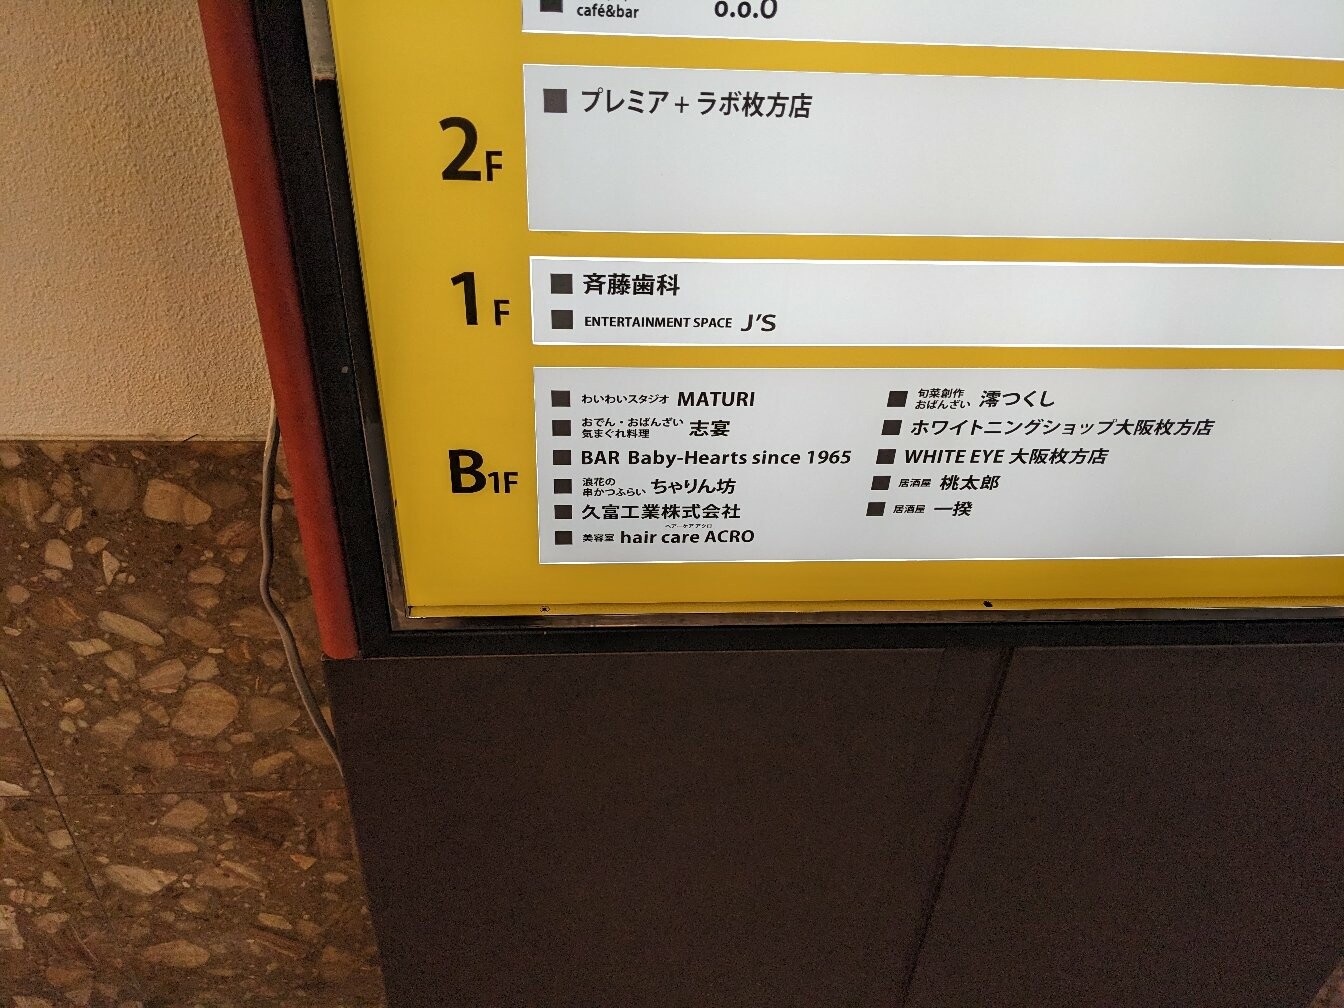 café&bar o.o.O
2F
プレミア + ラボ枚方店
1F
斉藤歯科
ENTERTAINMENT SPACE J'S
B1F
わいわいスタジオ MATURI
おでん・おばんざい
気まぐれ料理 志宴
BAR Baby-Hearts since 1965
浪花の
串かつふらい ちゃりん坊
久富工業株式会社
ヘアーケアアクロ
美容室 hair care ACRO
旬菜創作
おばんざい 澪つくし
ホワイトニングショップ大阪枚方店
WHITE EYE 大阪枚方店
居酒屋 桃太郎
居酒屋 一揆